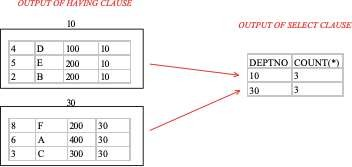 OUTPUT OF HAVING CLAUSE
10
4 D 100 10
5 E 200 10
2 B 200 10
30
8 F 200 30
6 A 400 30
3 C 300 30
OUTPUT OF SELECT CLAUSE
DEPTNO COUNT(*)
10 3
30 3